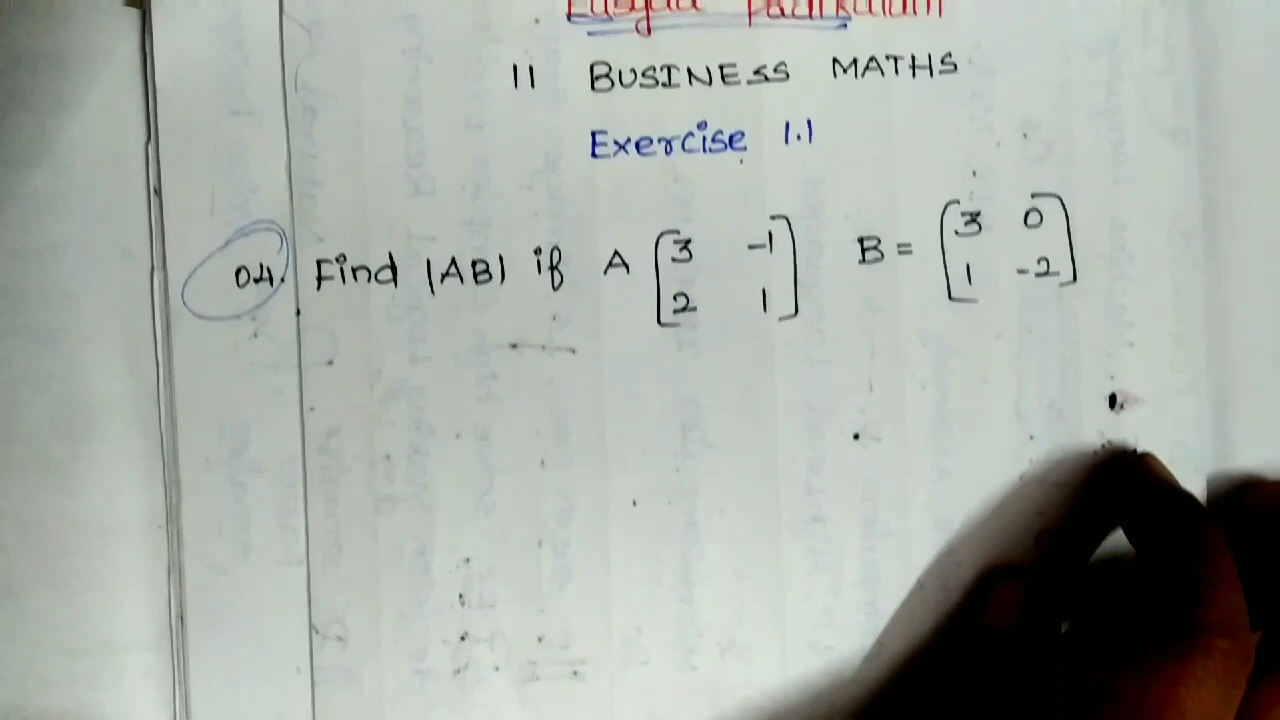 11 BUSINESS MATHS
Exercise 1.1
04. Find |AB| if A [3 -1 B = [3 0
2 1] 1 -2]